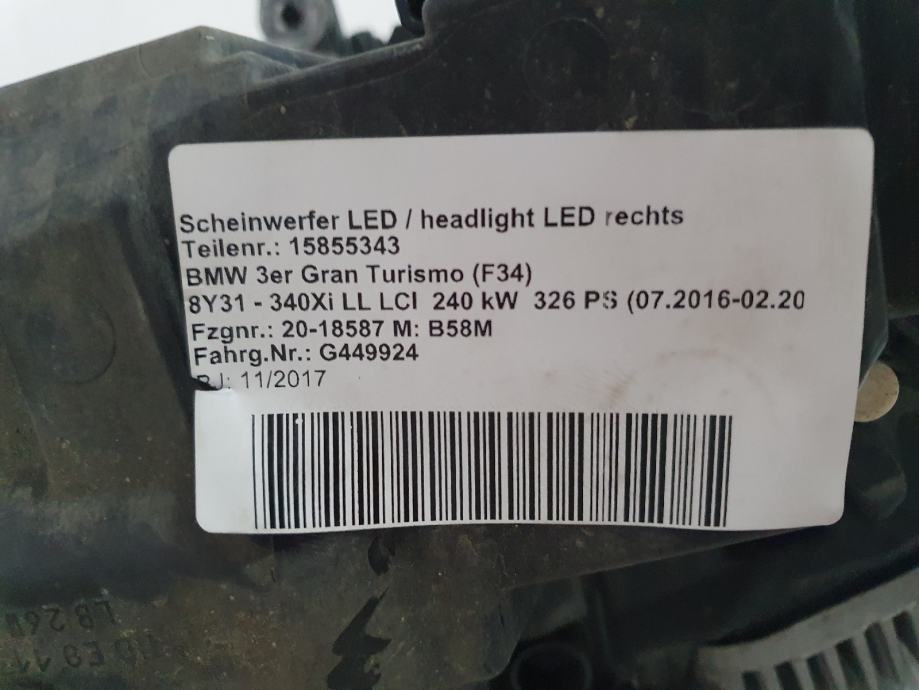 Scheinwerfer LED / headlight LED rechts
Teilenr.: 15855343
BMW 3er Gran Turismo (F34)
8Y31 - 340Xi LL LCI 240 kW 326 PS (07.2016-02.20
Fzgnr.: 20-18587 M: B58M
Fahrg.Nr.: G449924
BJ: 11/2017